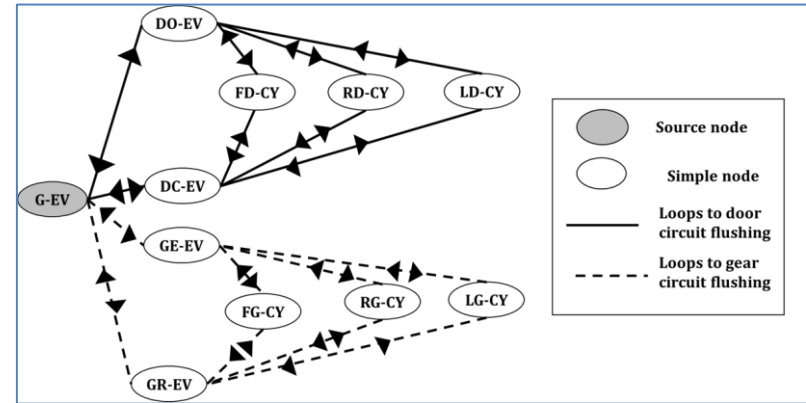 DO-EV
FD-CY
RD-CY
LD-CY
DC-EV
G-EV
GE-EV
FG-CY
RG-CY
LG-CY
GR-EV
Source node
Simple node
Loops to door
circuit flushing
Loops to gear
circuit flushing